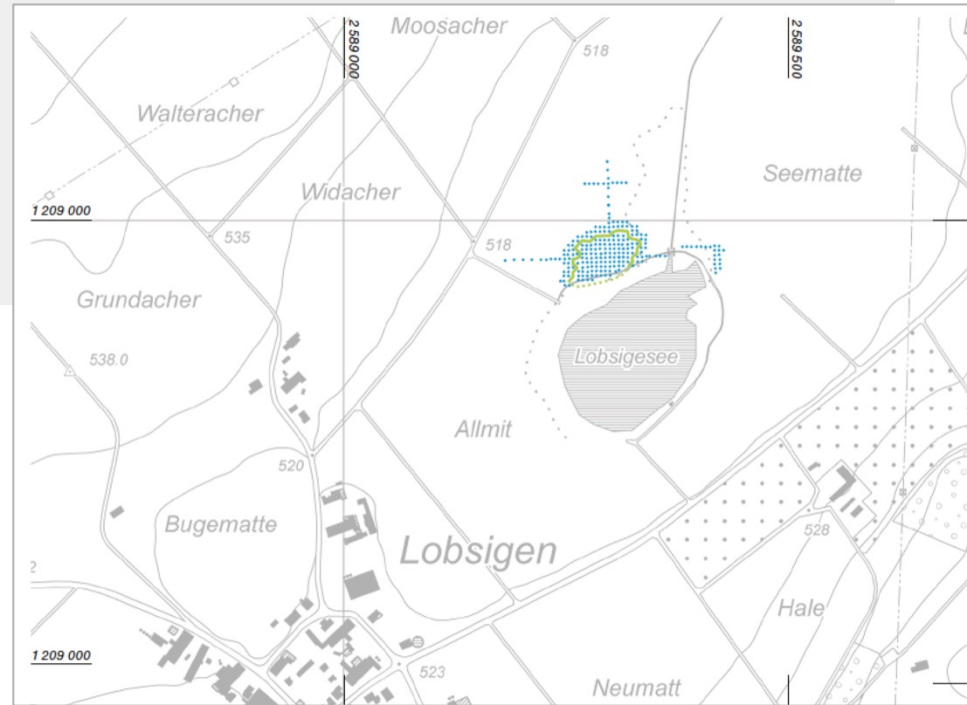 Moosacher
518
2 589 000
2 589 500
Walteracher
Widacher
Seematte
1 209 000
535
518
Grundacher
538.0
Lobsigesee
Allmit
520
Bugematte
Lobsigen
528
2
Hale
1 209 000
523
Neumatt